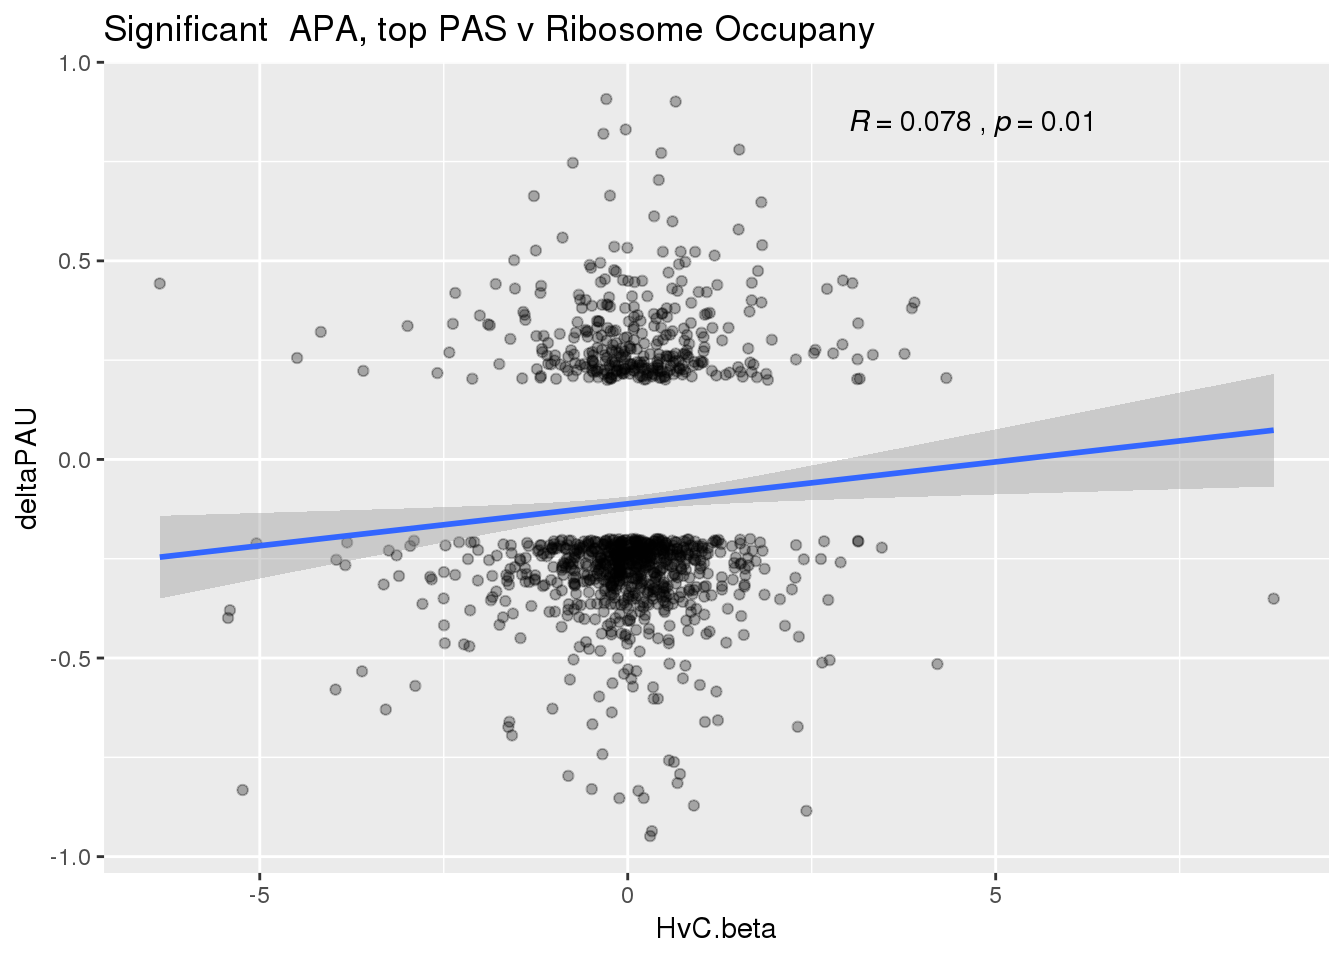 Significant  APA, top PAS v Ribosome Occupany
R = 0.078 , p = 0.01
1.0
0.5
0.0
-0.5
-1.0
deltaPAU
-5
0
5
HvC.beta